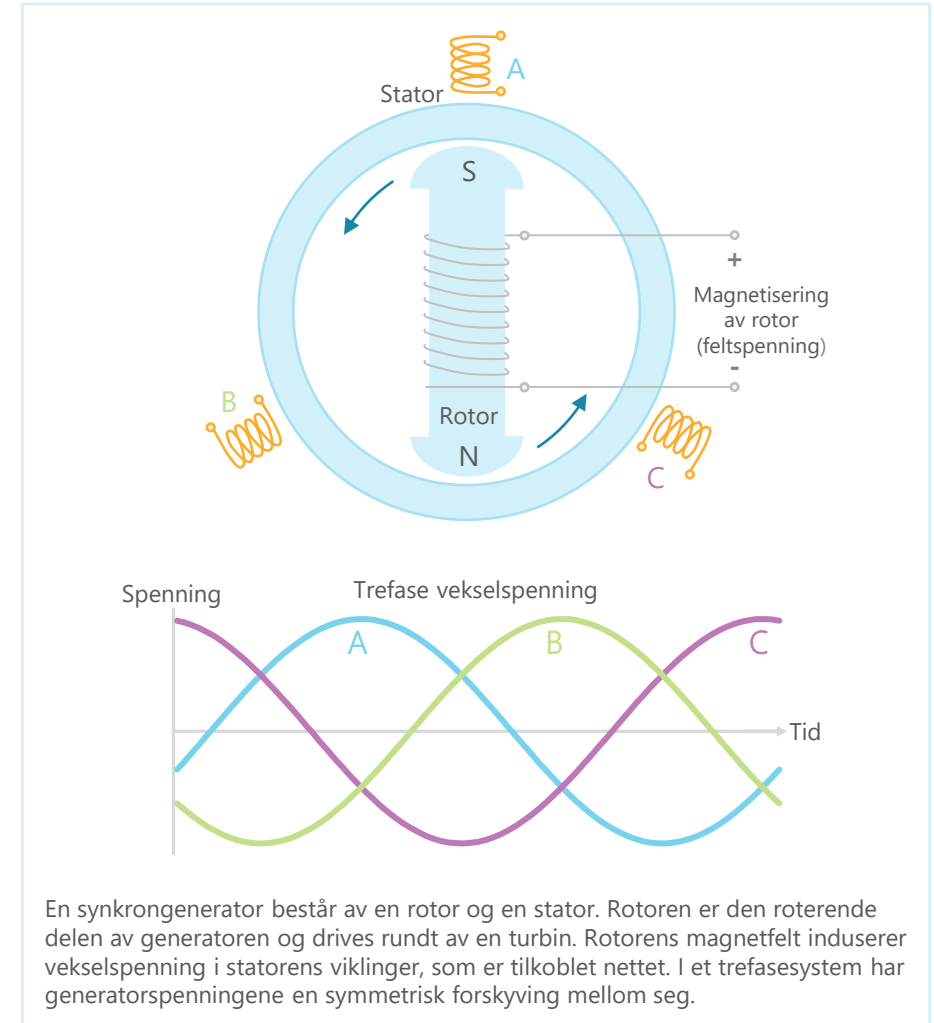 A
Stator
S
+
Magnetisering
av rotor
(feltspenning)
-
B
Rotor
N
C
Spenning
Trefase vekselspenning
A
B
C
Tid
En synkrongenerator består av en rotor og en stator. Rotoren er den roterende
delen av generatoren og drives rundt av en turbin. Rotorens magnetfelt induserer
vekselspenning i statorens viklinger, som er tilkoblet nettet. I et trefasesystem har
generatorspenningene en symmetrisk forskyving mellom seg.